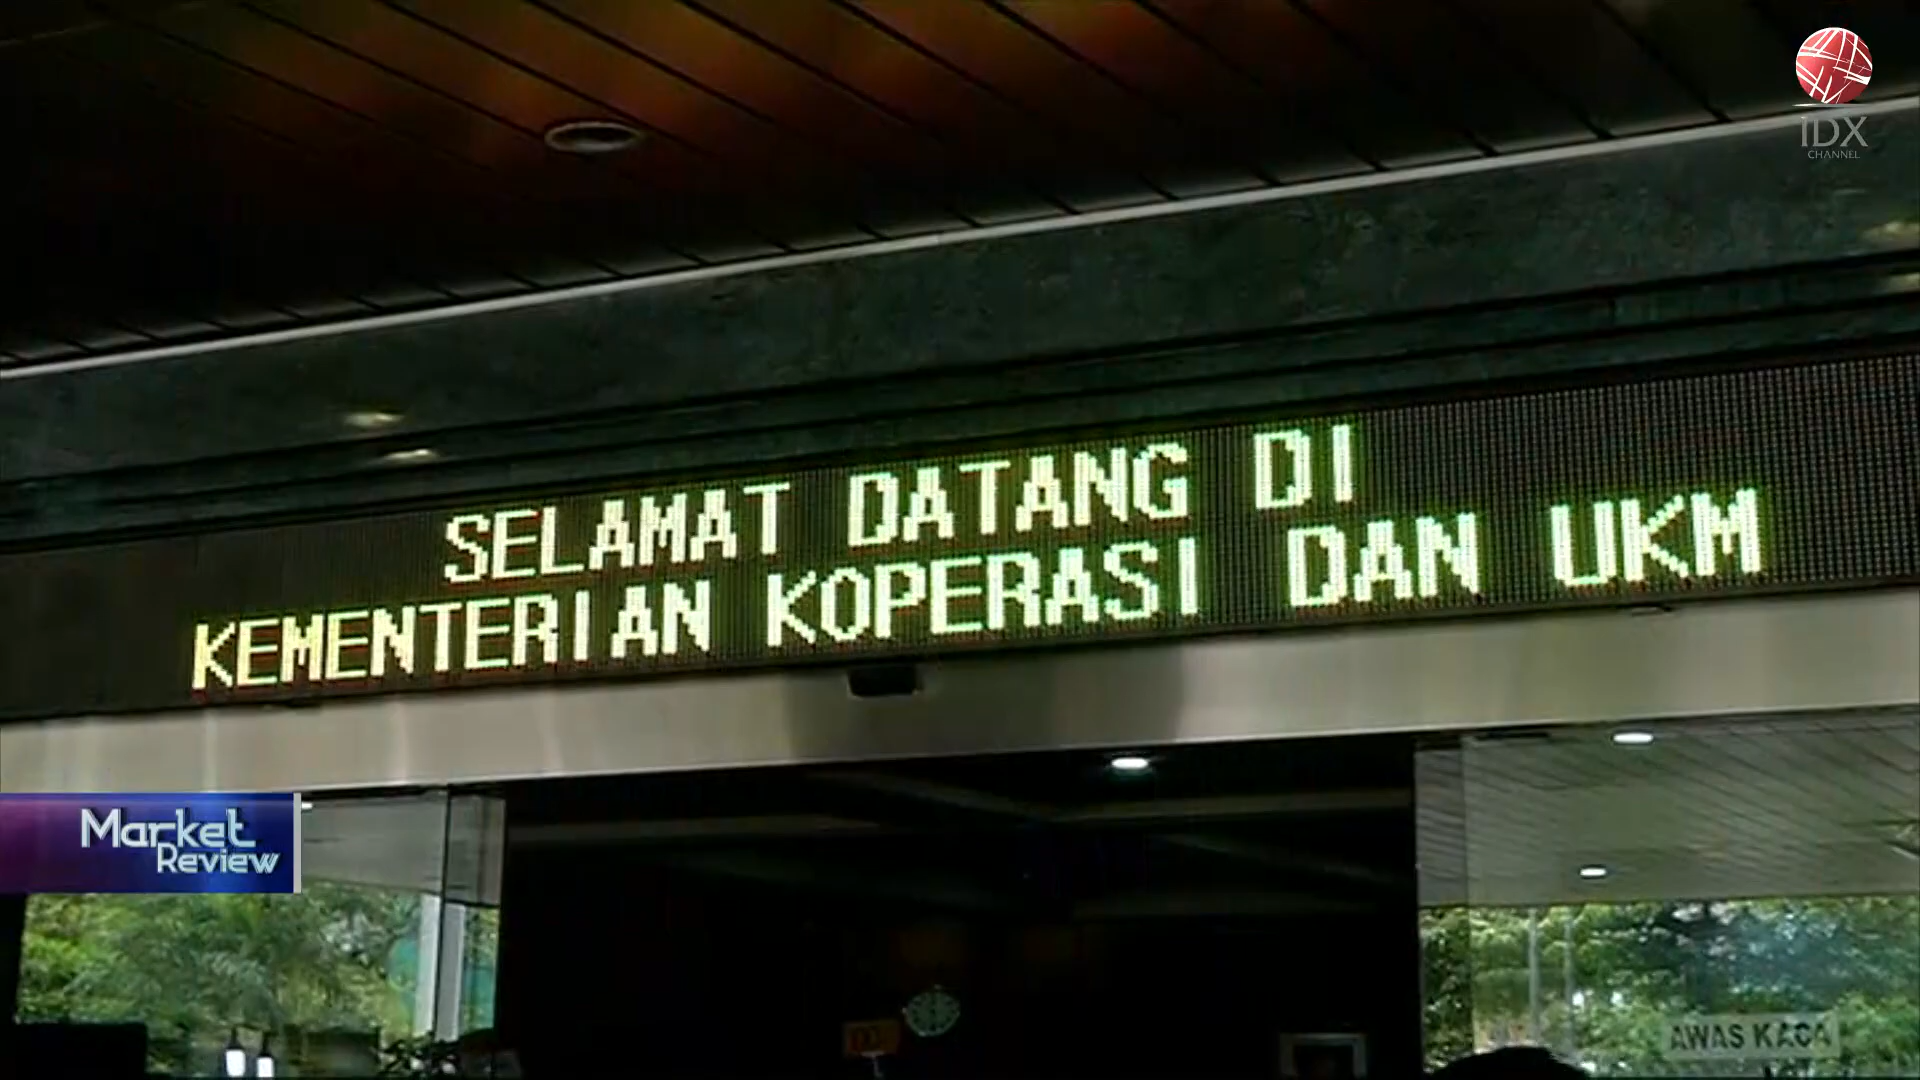 IDX
CHANNEL
SELAMAT DATANG DI
KEMENTERIAN KOPERASI DAN UKM
Market
Review
AWAS KACA